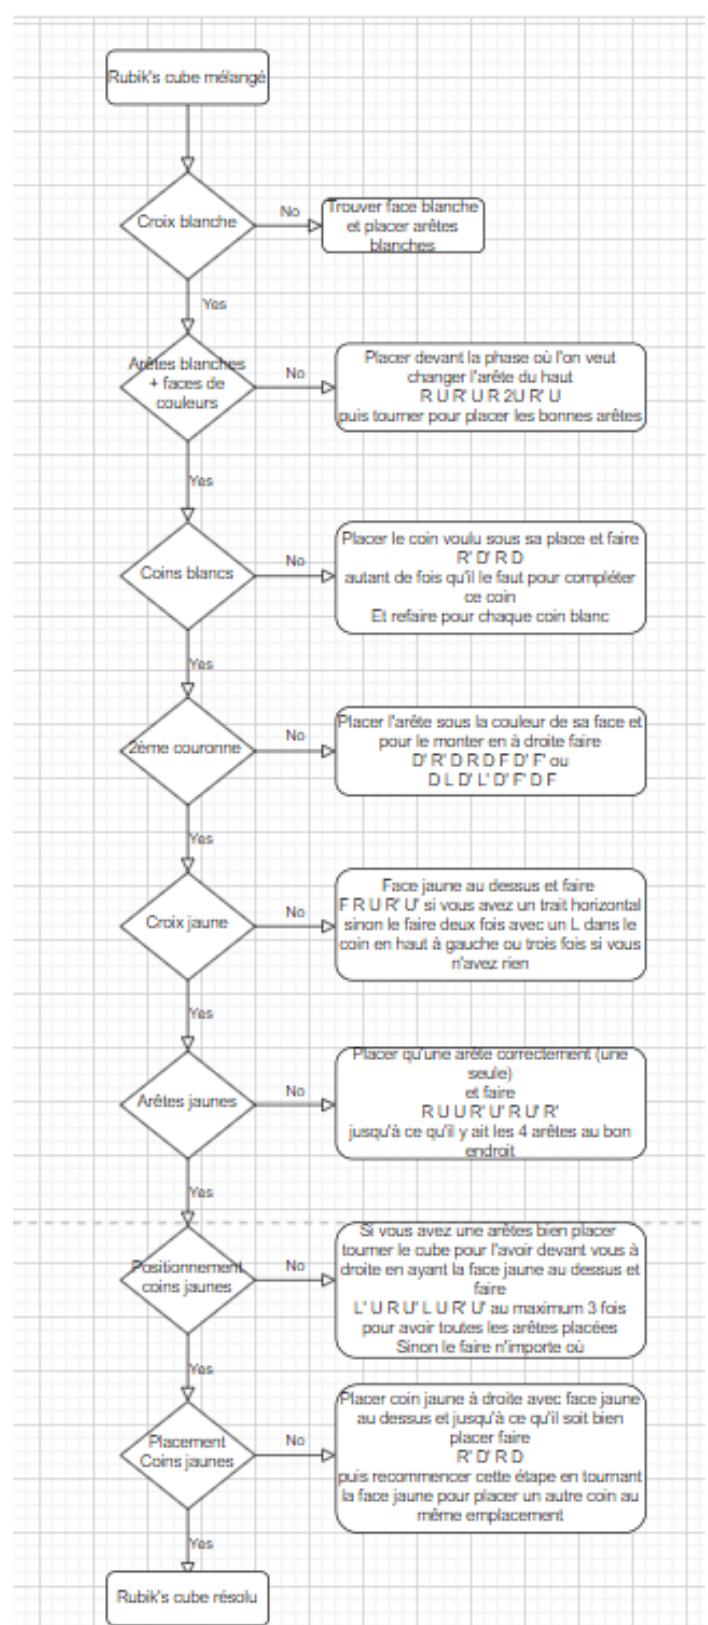 Rubik's cube mélangé
Croix blanche
No
Trouver face blanche
et placer arêtes
blanches
Yes
Arêtes blanches
+ faces de
couleurs
No
Placer devant la phase où l'on veut
changer l'arête du haut
R U R' U R 2U R' U
puis tourner pour placer les bonnes arêtes
Yes
Coins blancs
No
Placer le coin voulu sous sa place et faire
R' D' R D
autant de fois qu'il le faut pour compléter
ce coin
Et refaire pour chaque coin blanc
Yes
2ème couronne
No
Placer l'arête sous la couleur de sa face et
pour le monter en à droite faire
D' R' D R D F D' F' ou
D L D' L' D' F' D F
Yes
Croix jaune
No
Face jaune au dessus et faire
F R U R' U' si vous avez un trait horizontal
sinon le faire deux fois avec un L dans le
coin en haut à gauche ou trois fois si vous
n'avez rien
Yes
Arêtes jaunes
No
Placer qu'une arête correctement (une
seule)
et faire
R U U R' U' R U' R'
jusqu'à ce qu'il y ait les 4 arêtes au bon
endroit
Yes
Positionnement
coins jaunes
No
Si vous avez une arêtes bien placer
tourner le cube pour l'avoir devant vous à
droite en ayant la face jaune au dessus et
faire
L' U R U' L U R' U' au maximum 3 fois
pour avoir toutes les arêtes placées
Sinon le faire n'importe où
Yes
Placement
Coins jaunes
No
Placer coin jaune à droite avec face jaune
au dessus et jusqu'à ce qu'il soit bien
placer faire
R' D' R D
puis recommencer cette étape en tournant
la face jaune pour placer un autre coin au
même emplacement
Yes
Rubik's cube résolu